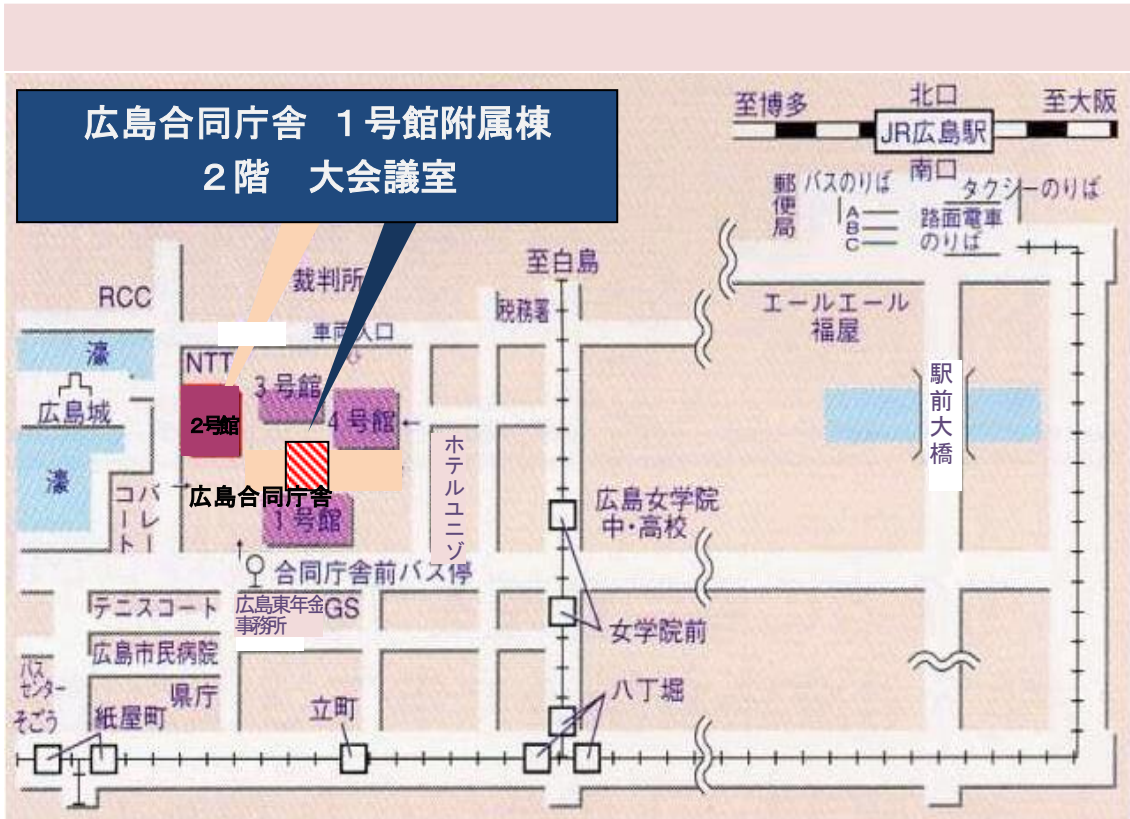 広島合同庁舎　１号館附属棟
２階　大会議室
至博多
北口
至大阪
JR広島駅
南口
郵便局
バスのりば
タクシーのりば
A
B
C
路面電車
のりば
至白島
裁判所
RCC
税務署
車両入口
エールエール
福屋
濠
NTT
3号館
駅前大橋
広島城
2号館
4号館
ホテルユニゾ
濠
バレー
コート
広島合同庁舎
1号館
広島女学院
中・高校
合同庁舎前バス停
テニスコート
広島東年金
事務所
GS
女学院前
広島市民病院
バス
センター
県庁
八丁堀
そごう
紙屋町
立町